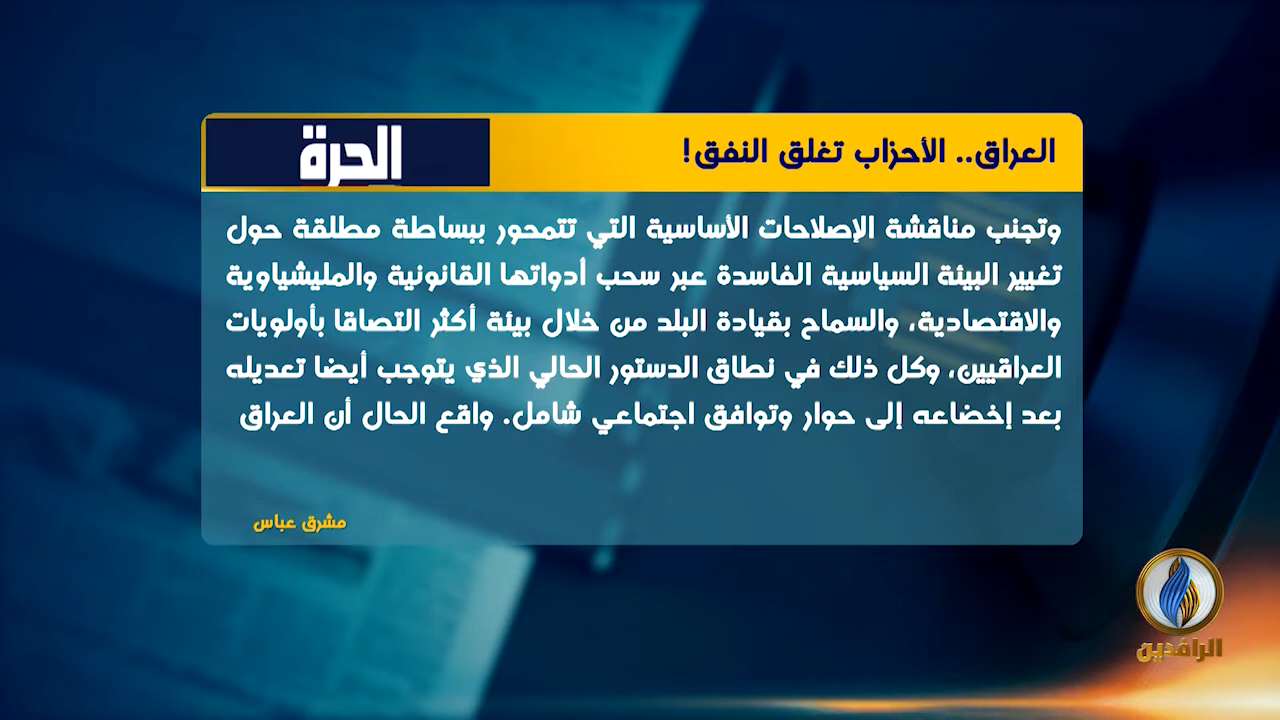 العراق.. الأحزاب تغلق النفق!
الحرة
وتجنب مناقشة الإصلاحات الأساسية التي تتمحور ببساطة مطلقة حول
تغيير البيئة السياسية الفاسدة عبر سحب أدواتها القانونية والمليشياوية
والاقتصادية، والسماح بقيادة البلد من خلال بيئة أكثر التصاقا بأولويات
العراقيين، وكل ذلك في نطاق الدستور الحالي الذي يتوجب أيضا تعديله
بعد إخضاعه إلى حوار وتوافق اجتماعي شامل. واقع الحال أن العراق
مشرق عباس
الرافدين